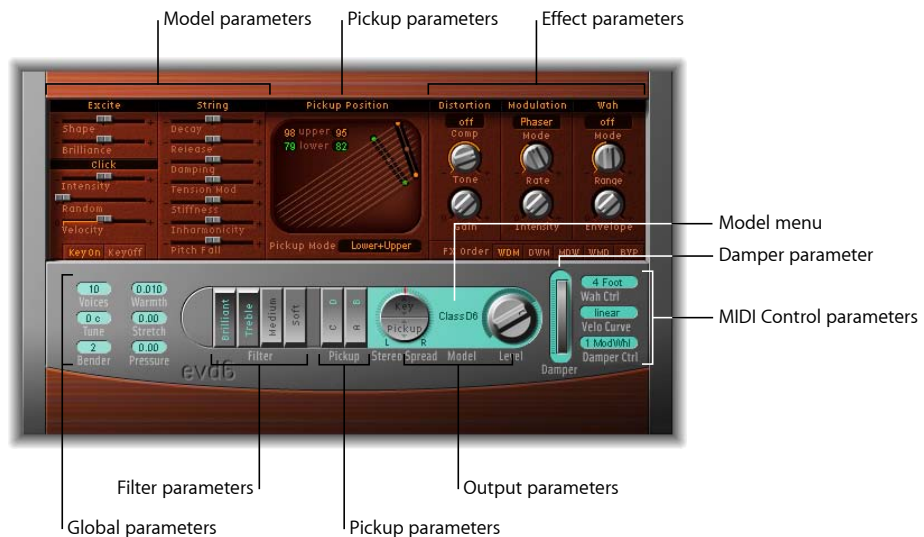 Model parameters
Pickup parameters
Effect parameters
Excite
String
Pickup Position
Distortion
Modulation
Wah
off
Phaser
off
Shape
Decay
98 upper 95
Comp
Mode
Mode
Brilliance
Release
79 lower 82
Click
Damping
Intensity
Tension Mod
Tone
Rate
Range
Random
Stiffness
Velocity
Inharmonicity
Gain
Intensity
Envelope
KeyOn KeyOff
Pitch Fall
Pickup Mode Lower+Upper
FX Order WDM DWM MDW WMD BYP
Model menu
Damper parameter
MIDI Control parameters
10
Voices
0.010
Warmth
0 c
Tune
0.00
Stretch
2
Bender
0.00
Pressure
Brilliant
Treble
Medium
Soft
Filter
D
B
C
A
Pickup
Key
Pickup
L
R
Stereo Spread
ClassD6
Model
Level
Damper
4 Foot
Wah Ctrl
linear
Velo Curve
1 ModWhl
Damper Ctrl
evd6
Filter parameters
Output parameters
Global parameters
Pickup parameters